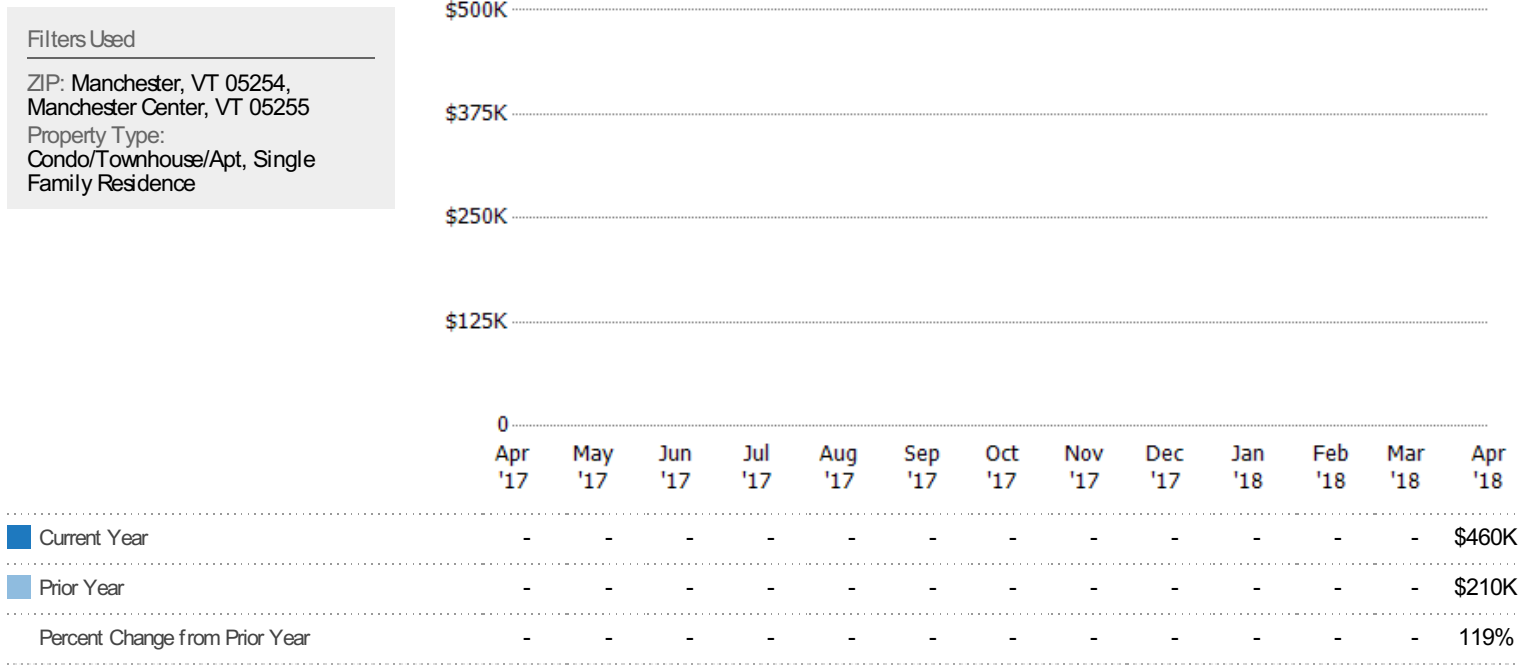 Filters Used
ZIP: Manchester, VT 05254,
Manchester Center, VT 05255
Property Type:
Condo/Townhouse/Apt, Single
Family Residence
$500K
$375K
$250K
$125K
0
Apr '17 May '17 Jun '17 Jul '17 Aug '17 Sep '17 Oct '17 Nov '17 Dec '17 Jan '18 Feb '18 Mar '18 Apr '18
Current Year - - - - - - - - - - - - $460K
Prior Year - - - - - - - - - - - - $210K
Percent Change from Prior Year - - - - - - - - - - - - 119%